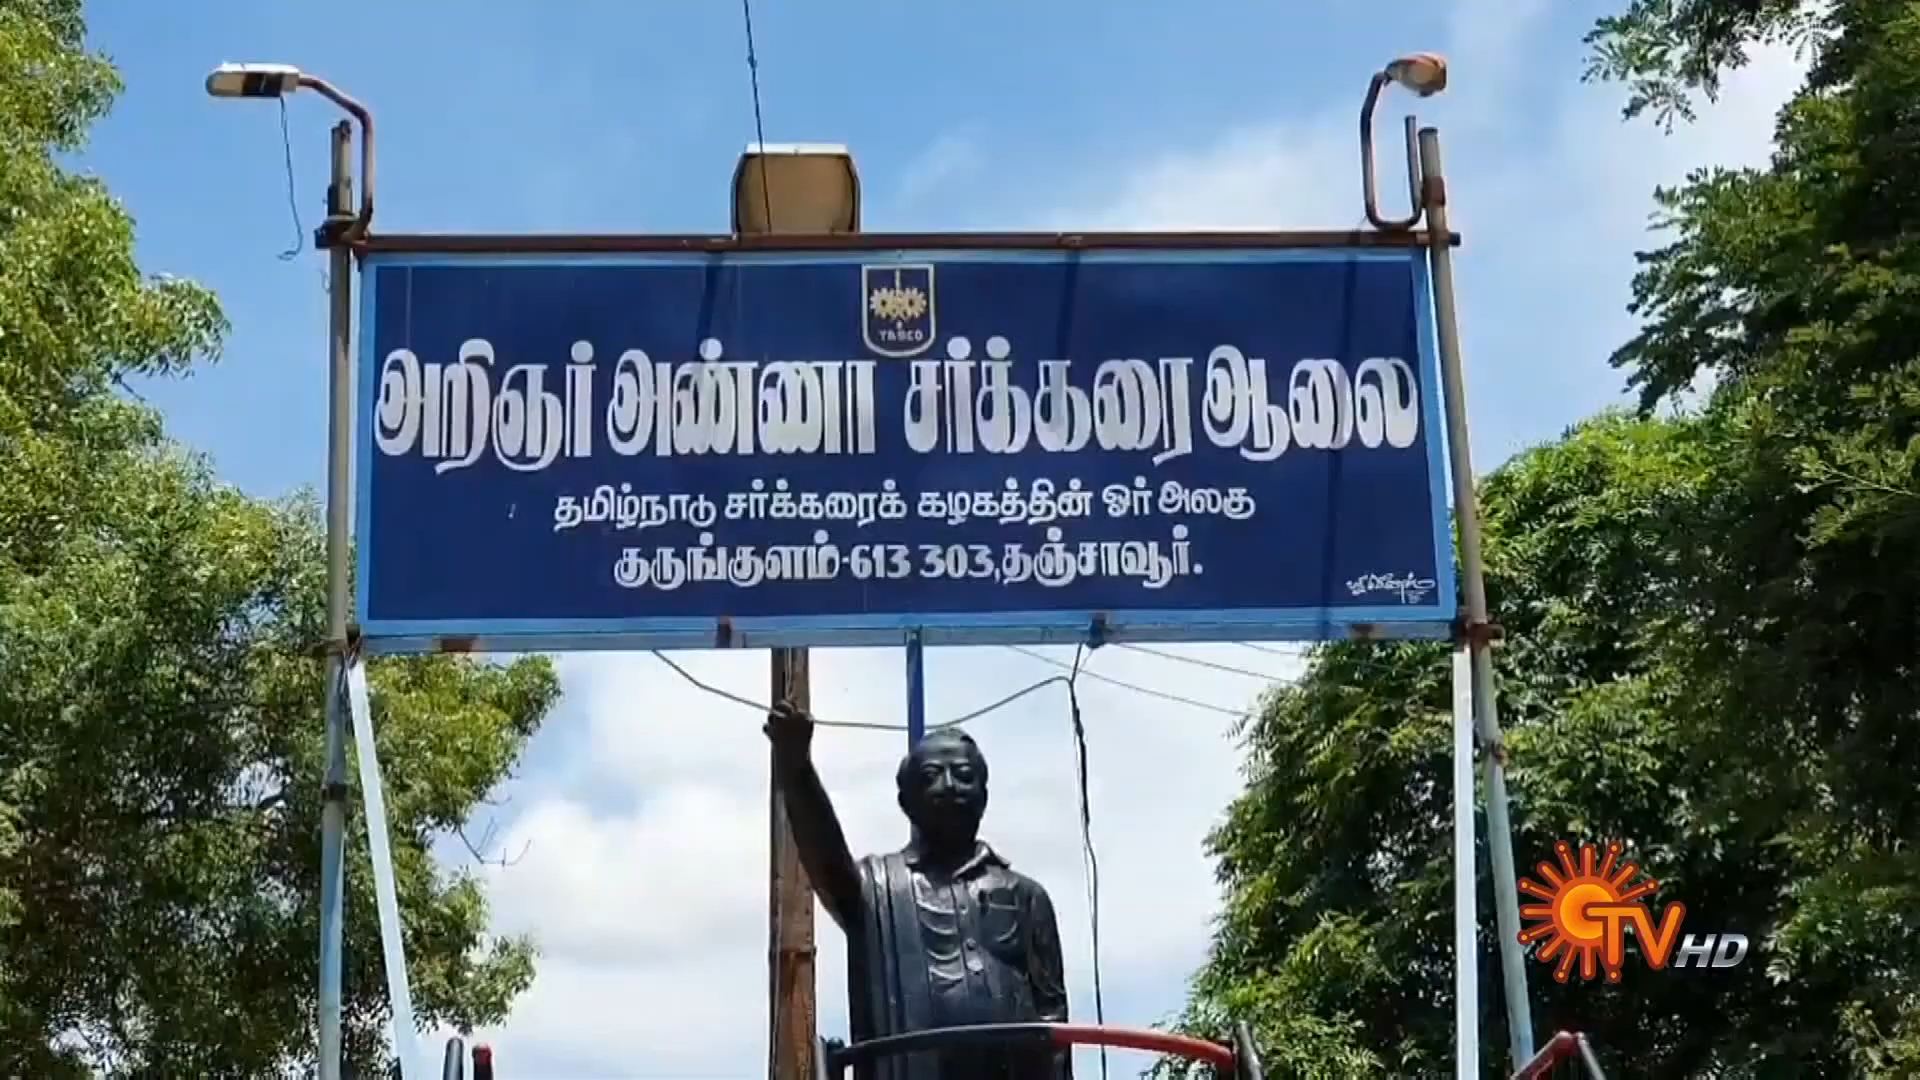 TASCO
அறிஞர் அண்ணா சர்க்கரை ஆலை
தமிழ்நாடு சர்க்கரைக் கழகத்தின் ஓர் அலகு
குருங்குளம்-613 303, தஞ்சாவூர்.
TV HD